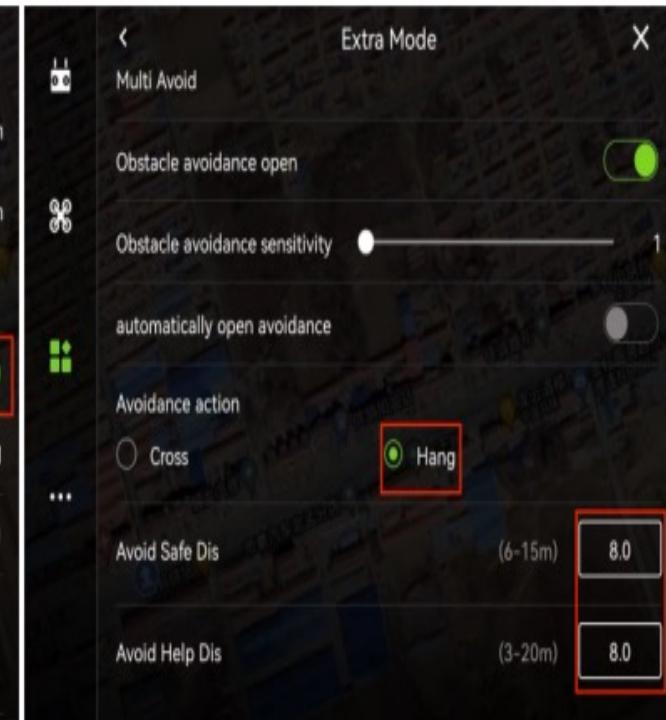 Extra Mode
Multi Avoid
Obstacle avoidance open
Obstacle avoidance sensitivity 1
automatically open avoidance
Avoidance action
Cross Hang
Avoid Safe Dis (6-15m) 8.0
Avoid Help Dis (3-20m) 8.0